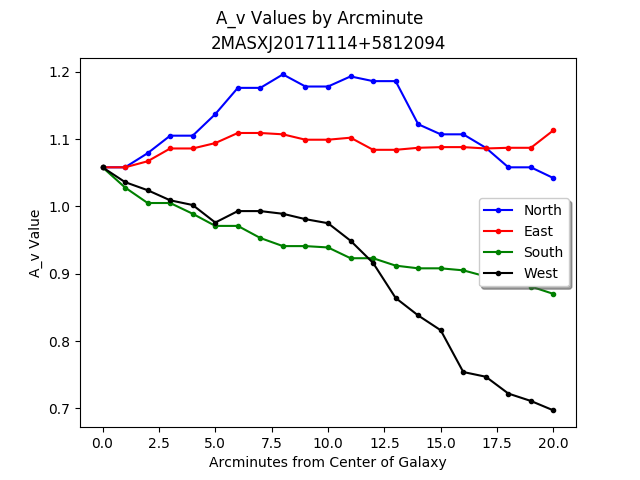 A_v Values by Arcminute
2MASXJ20171114+5812094
1.2
1.1
1.0
0.9
0.8
0.7
A_v Value
North
East
South
West
0.0 2.5 5.0 7.5 10.0 12.5 15.0 17.5 20.0
Arcminutes from Center of Galaxy